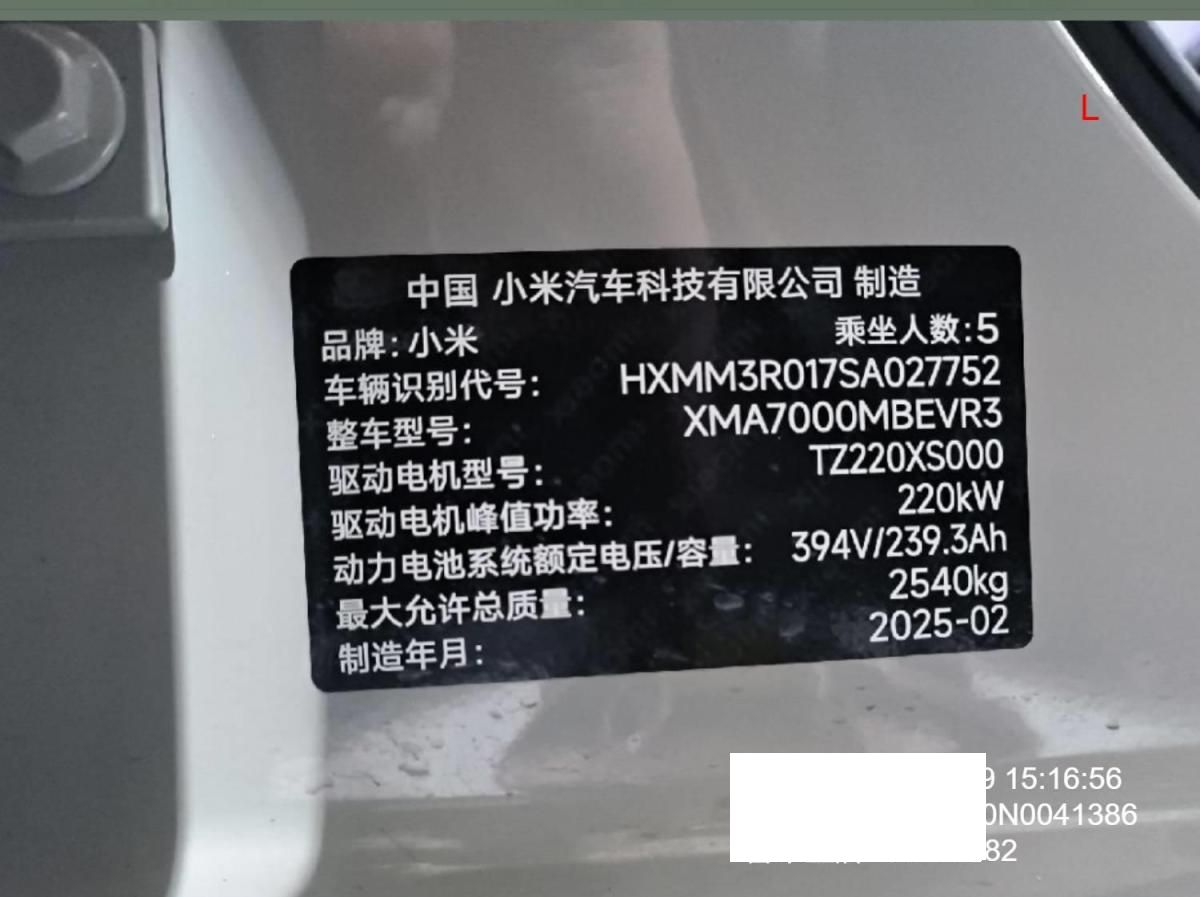 L
中国 小米汽车科技有限公司 制造
品牌:小米 乘坐人数:5
车辆识别代号: HXMM3R017SA027752
整车型号: XMA7000MBEVR3
驱动电机型号: TZ220XS000
驱动电机峰值功率: 220kW
动力电池系统额定电压/容量: 394V/239.3Ah
最大允许总质量: 2540kg
制造年月: 2025-02
9 15:16:56
0N0041386
82